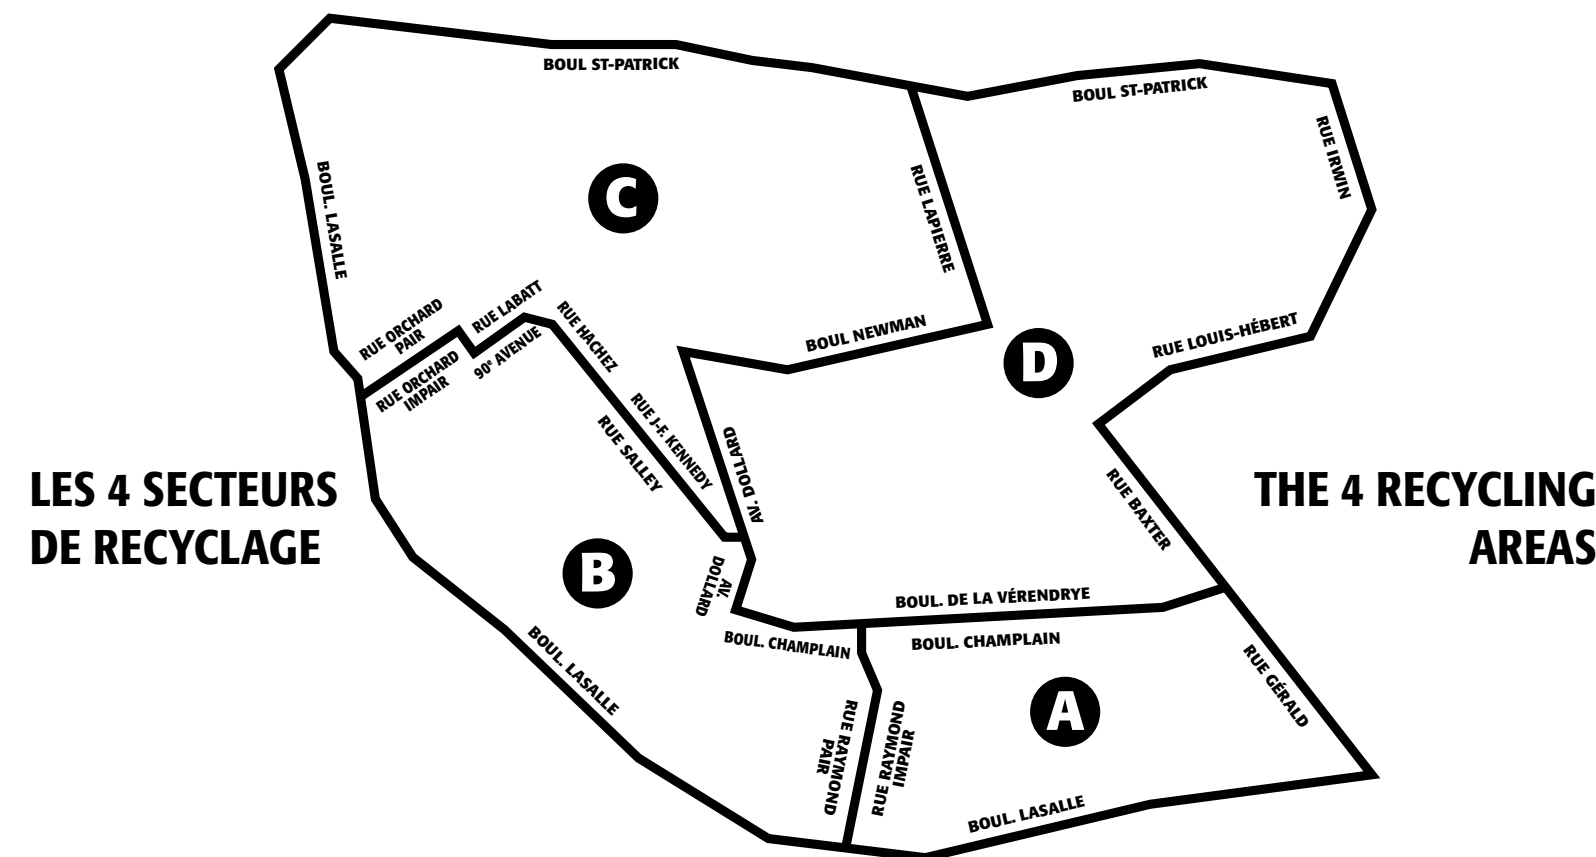 BOUL ST-PATRICK
BOUL ST-PATRICK
RUE IRWIN
BOUL. LASALLE
C
RUE LAPIERRE
RUE ORCHARD
PAIR
RUE LABATT
RUE HACHEZ
BOUL NEWMAN
RUE LOUIS-HÉBERT
D
RUE ORCHARD
IMPAIR
90e AVENUE
RUE J-F. KENNEDY
RUE SALLEY
AV. DOLLARD
LES 4 SECTEURS
DE RECYCLAGE
THE 4 RECYCLING
AREAS
RUE BAXTER
B
AV.
DOLLARD
BOUL. DE LA VÉRENDRYE
BOUL. CHAMPLAIN
BOUL. CHAMPLAIN
BOUL. LASALLE
RUE GÉRALD
A
RUE RAYMOND
PAIR
RUE RAYMOND
IMPAIR
BOUL. LASALLE